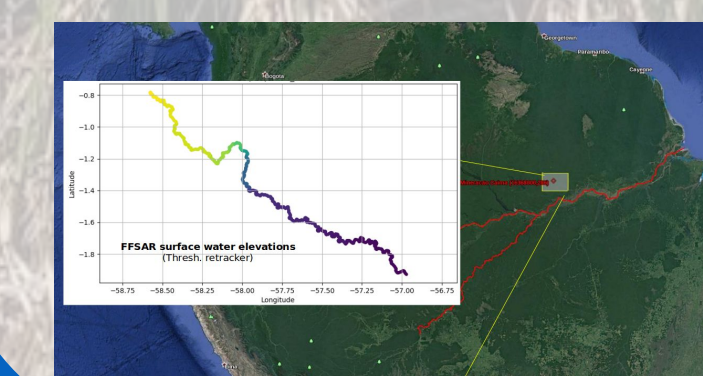 Georgetown
Paramaribo
Cayenne
Bogota
−0.8
−1.0
−1.2
−1.4
−1.6
−1.8
Latitude
FFSAR surface water elevations
(Thresh. retracker)
−58.75
−58.50
−58.25
−58.00
−57.75
−57.50
−57.25
−57.00
−56.75
Longitude
Lima